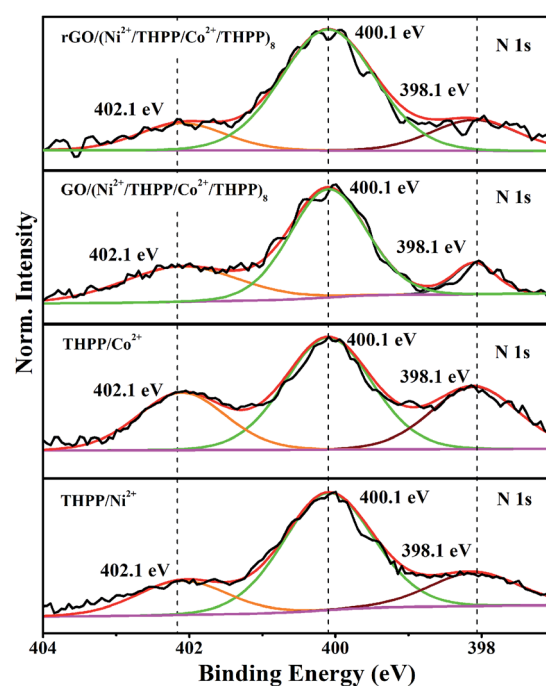 rGO/(Ni²⁺/THPP/Co²⁺/THPP)₈
N 1s
400.1 eV
402.1 eV
398.1 eV
GO/(Ni²⁺/THPP/Co²⁺/THPP)₈
N 1s
400.1 eV
402.1 eV
398.1 eV
THPP/Co²⁺
N 1s
400.1 eV
402.1 eV
398.1 eV
THPP/Ni²⁺
N 1s
400.1 eV
402.1 eV
398.1 eV
Norm. Intensity
404
402
400
398
Binding Energy (eV)